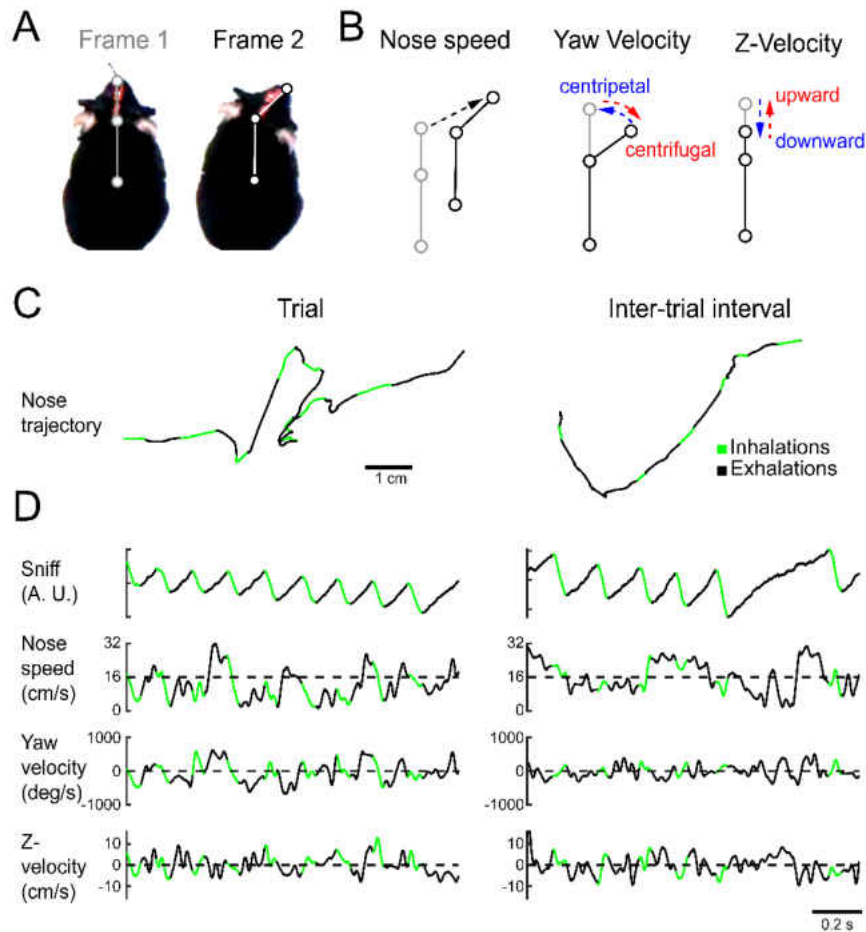 A
Frame 1
Frame 2
B
Nose speed
Yaw Velocity
Z-Velocity
centripetal
centrifugal
upward
downward
C
Trial
Inter-trial interval
Nose
trajectory
1 cm
Inhalations
Exhalations
D
Sniff
(A. U.)
Nose
speed
(cm/s)
32
16
0
32
16
0
Yaw
velocity
(deg/s)
1000
0
-1000
1000
0
-1000
Z-
velocity
(cm/s)
10
0
-10
10
0
-10
0.2 s